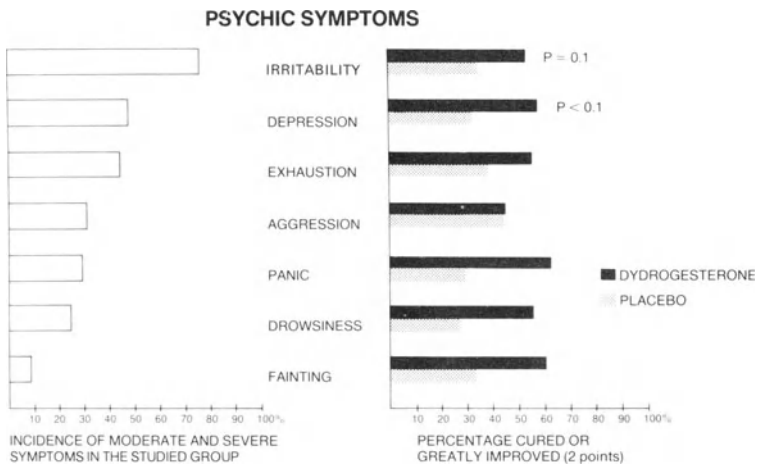 PSYCHIC SYMPTOMS
IRRITABILITY
P = 0.1
DEPRESSION
P < 0.1
EXHAUSTION
AGGRESSION
PANIC
DYDROGESTERONE
PLACEBO
DROWSINESS
FAINTING
10 20 30 40 50 60 70 80 90 100%
10 20 30 40 50 60 70 80 90 100%
INCIDENCE OF MODERATE AND SEVERE
SYMPTOMS IN THE STUDIED GROUP
PERCENTAGE CURED OR
GREATLY IMPROVED (2 points)